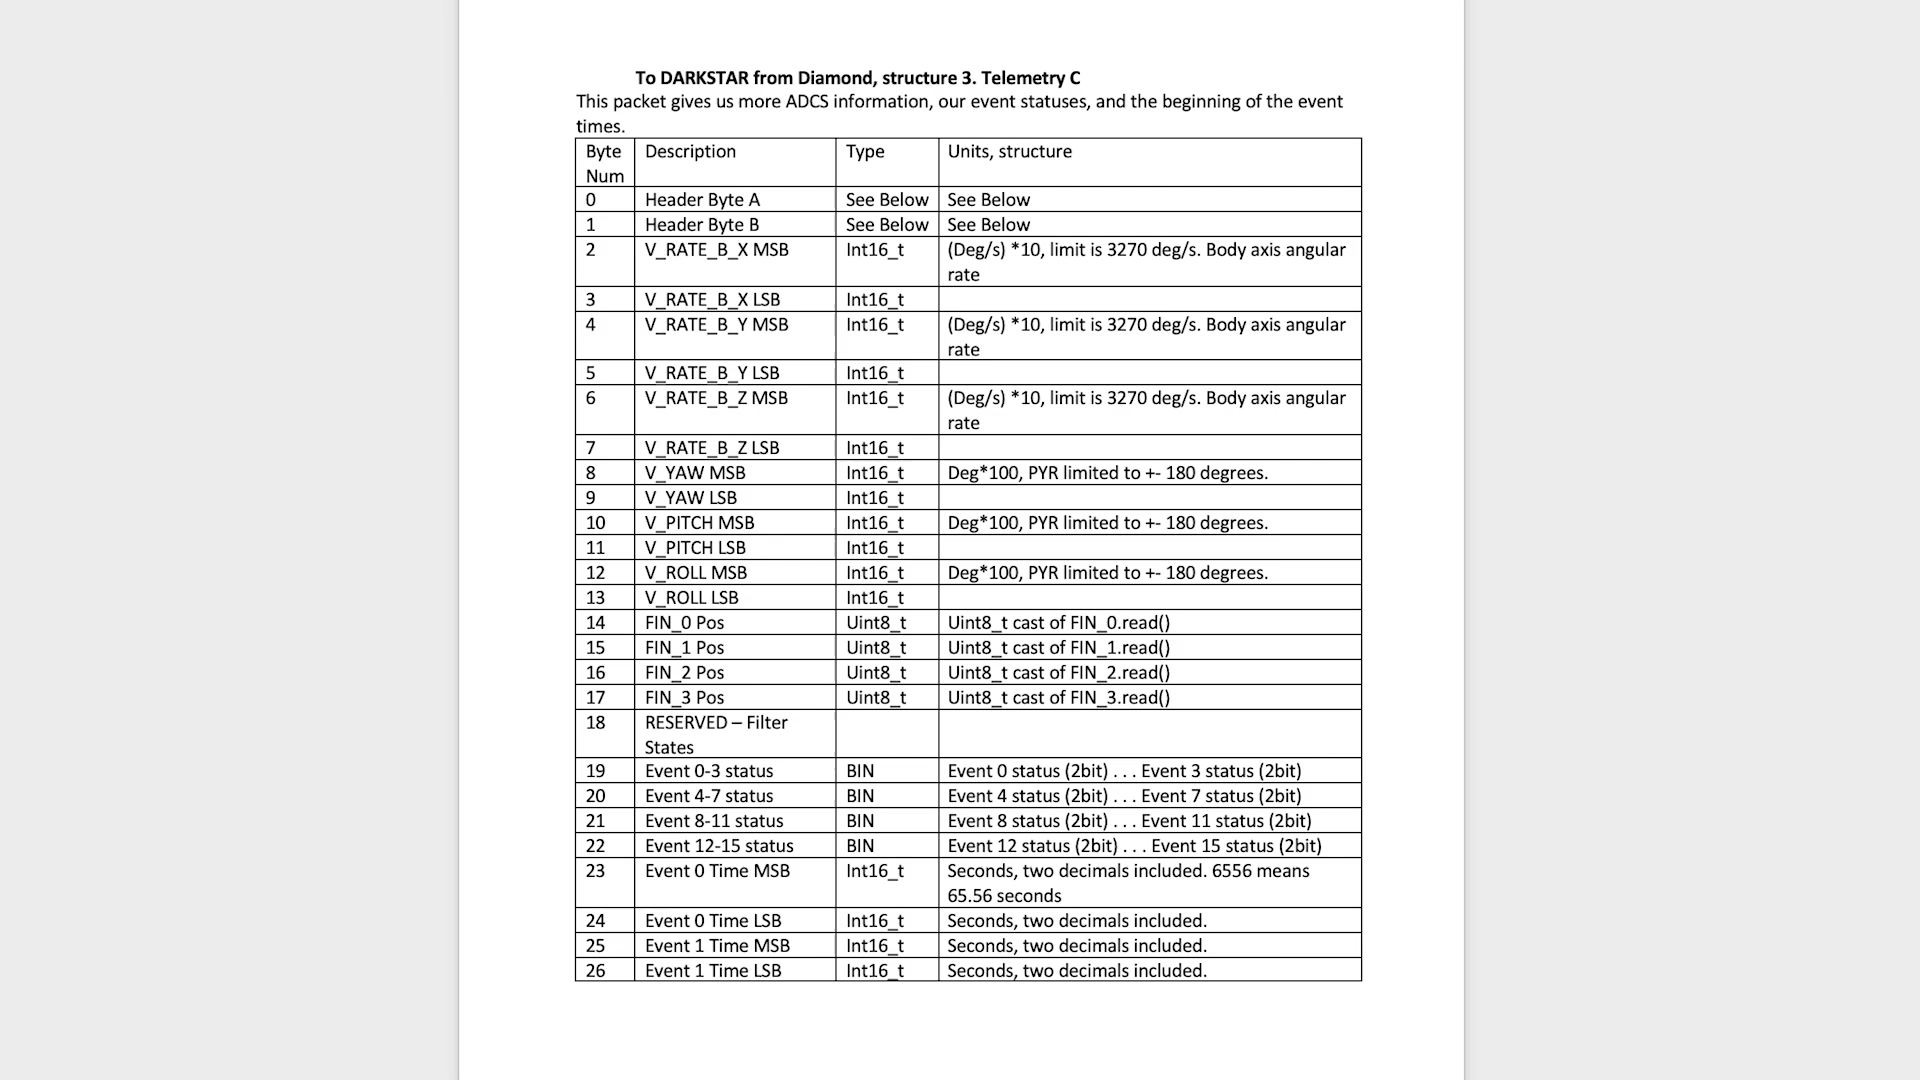 To DARKSTAR from Diamond, structure 3. Telemetry C
This packet gives us more ADCS information, our event statuses, and the beginning of the event
times.
Byte Num Description Type Units, structure
0 Header Byte A See Below See Below
1 Header Byte B See Below See Below
2 V_RATE_B_X MSB Int16_t (Deg/s) *10, limit is 3270 deg/s. Body axis angular
rate
3 V_RATE_B_X LSB Int16_t
4 V_RATE_B_Y MSB Int16_t (Deg/s) *10, limit is 3270 deg/s. Body axis angular
rate
5 V_RATE_B_Y LSB Int16_t
6 V_RATE_B_Z MSB Int16_t (Deg/s) *10, limit is 3270 deg/s. Body axis angular
rate
7 V_RATE_B_Z LSB Int16_t
8 V_YAW MSB Int16_t Deg*100, PYR limited to +- 180 degrees.
9 V_YAW LSB Int16_t
10 V_PITCH MSB Int16_t Deg*100, PYR limited to +- 180 degrees.
11 V_PITCH LSB Int16_t
12 V_ROLL MSB Int16_t Deg*100, PYR limited to +- 180 degrees.
13 V_ROLL LSB Int16_t
14 FIN_0 Pos Uint8_t Uint8_t cast of FIN_0.read()
15 FIN_1 Pos Uint8_t Uint8_t cast of FIN_1.read()
16 FIN_2 Pos Uint8_t Uint8_t cast of FIN_2.read()
17 FIN_3 Pos Uint8_t Uint8_t cast of FIN_3.read()
18 RESERVED – Filter
States
19 Event 0-3 status BIN Event 0 status (2bit) . . . Event 3 status (2bit)
20 Event 4-7 status BIN Event 4 status (2bit) . . . Event 7 status (2bit)
21 Event 8-11 status BIN Event 8 status (2bit) . . . Event 11 status (2bit)
22 Event 12-15 status BIN Event 12 status (2bit) . . . Event 15 status (2bit)
23 Event 0 Time MSB Int16_t Seconds, two decimals included. 6556 means
65.56 seconds
24 Event 0 Time LSB Int16_t Seconds, two decimals included.
25 Event 1 Time MSB Int16_t Seconds, two decimals included.
26 Event 1 Time LSB Int16_t Seconds, two decimals included.